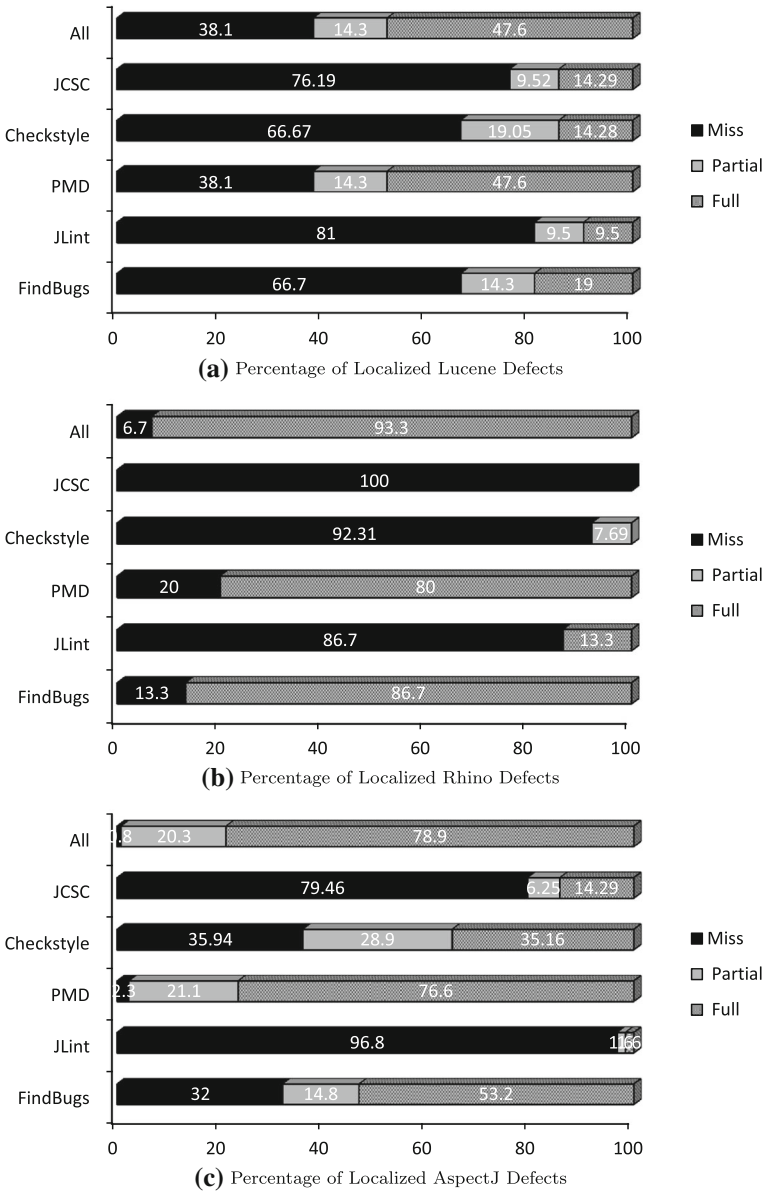 All 38.1 14.3 47.6
JCSC 76.19 9.52 14.29
Checkstyle 66.67 19.05 14.28
PMD 38.1 14.3 47.6
JLint 81 9.5 9.5
FindBugs 66.7 14.3 19
Miss
Partial
Full
0 20 40 60 80 100
(a) Percentage of Localized Lucene Defects
All 6.7 93.3
JCSC 100
Checkstyle 92.31 7.69
PMD 20 80
JLint 86.7 13.3
FindBugs 13.3 86.7
Miss
Partial
Full
0 20 40 60 80 100
(b) Percentage of Localized Rhino Defects
All 0.8 20.3 78.9
JCSC 79.46 6.25 14.29
Checkstyle 35.94 28.9 35.16
PMD 2.3 21.1 76.6
JLint 96.8
FindBugs 32 14.8 53.2
Miss
Partial
Full
0 20 40 60 80 100
(c) Percentage of Localized AspectJ Defects